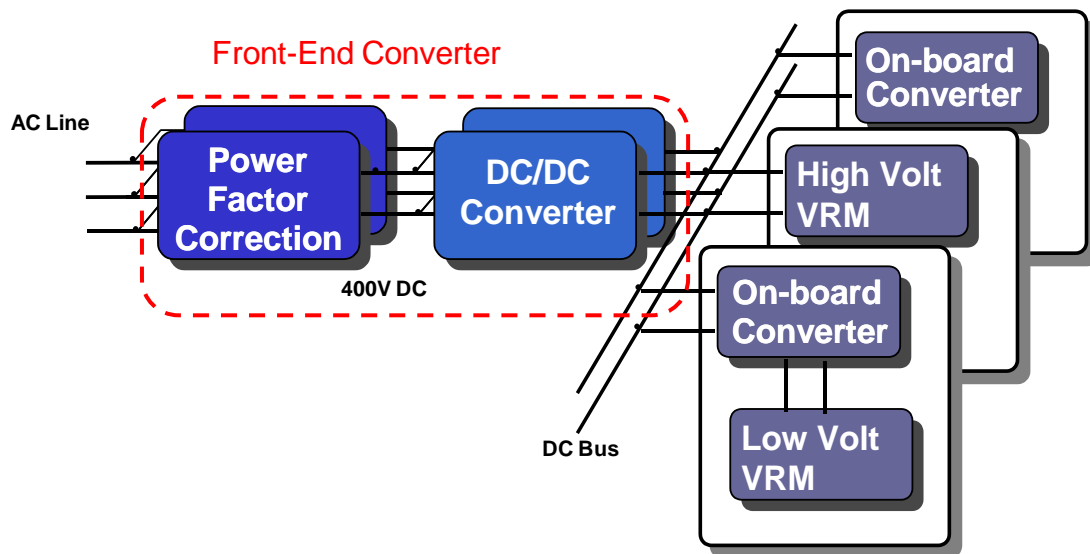 Front-End Converter
AC Line
Power
Factor
Correction
DC/DC
Converter
400V DC
DC Bus
On-board
Converter
High Volt
VRM
On-board
Converter
Low Volt
VRM